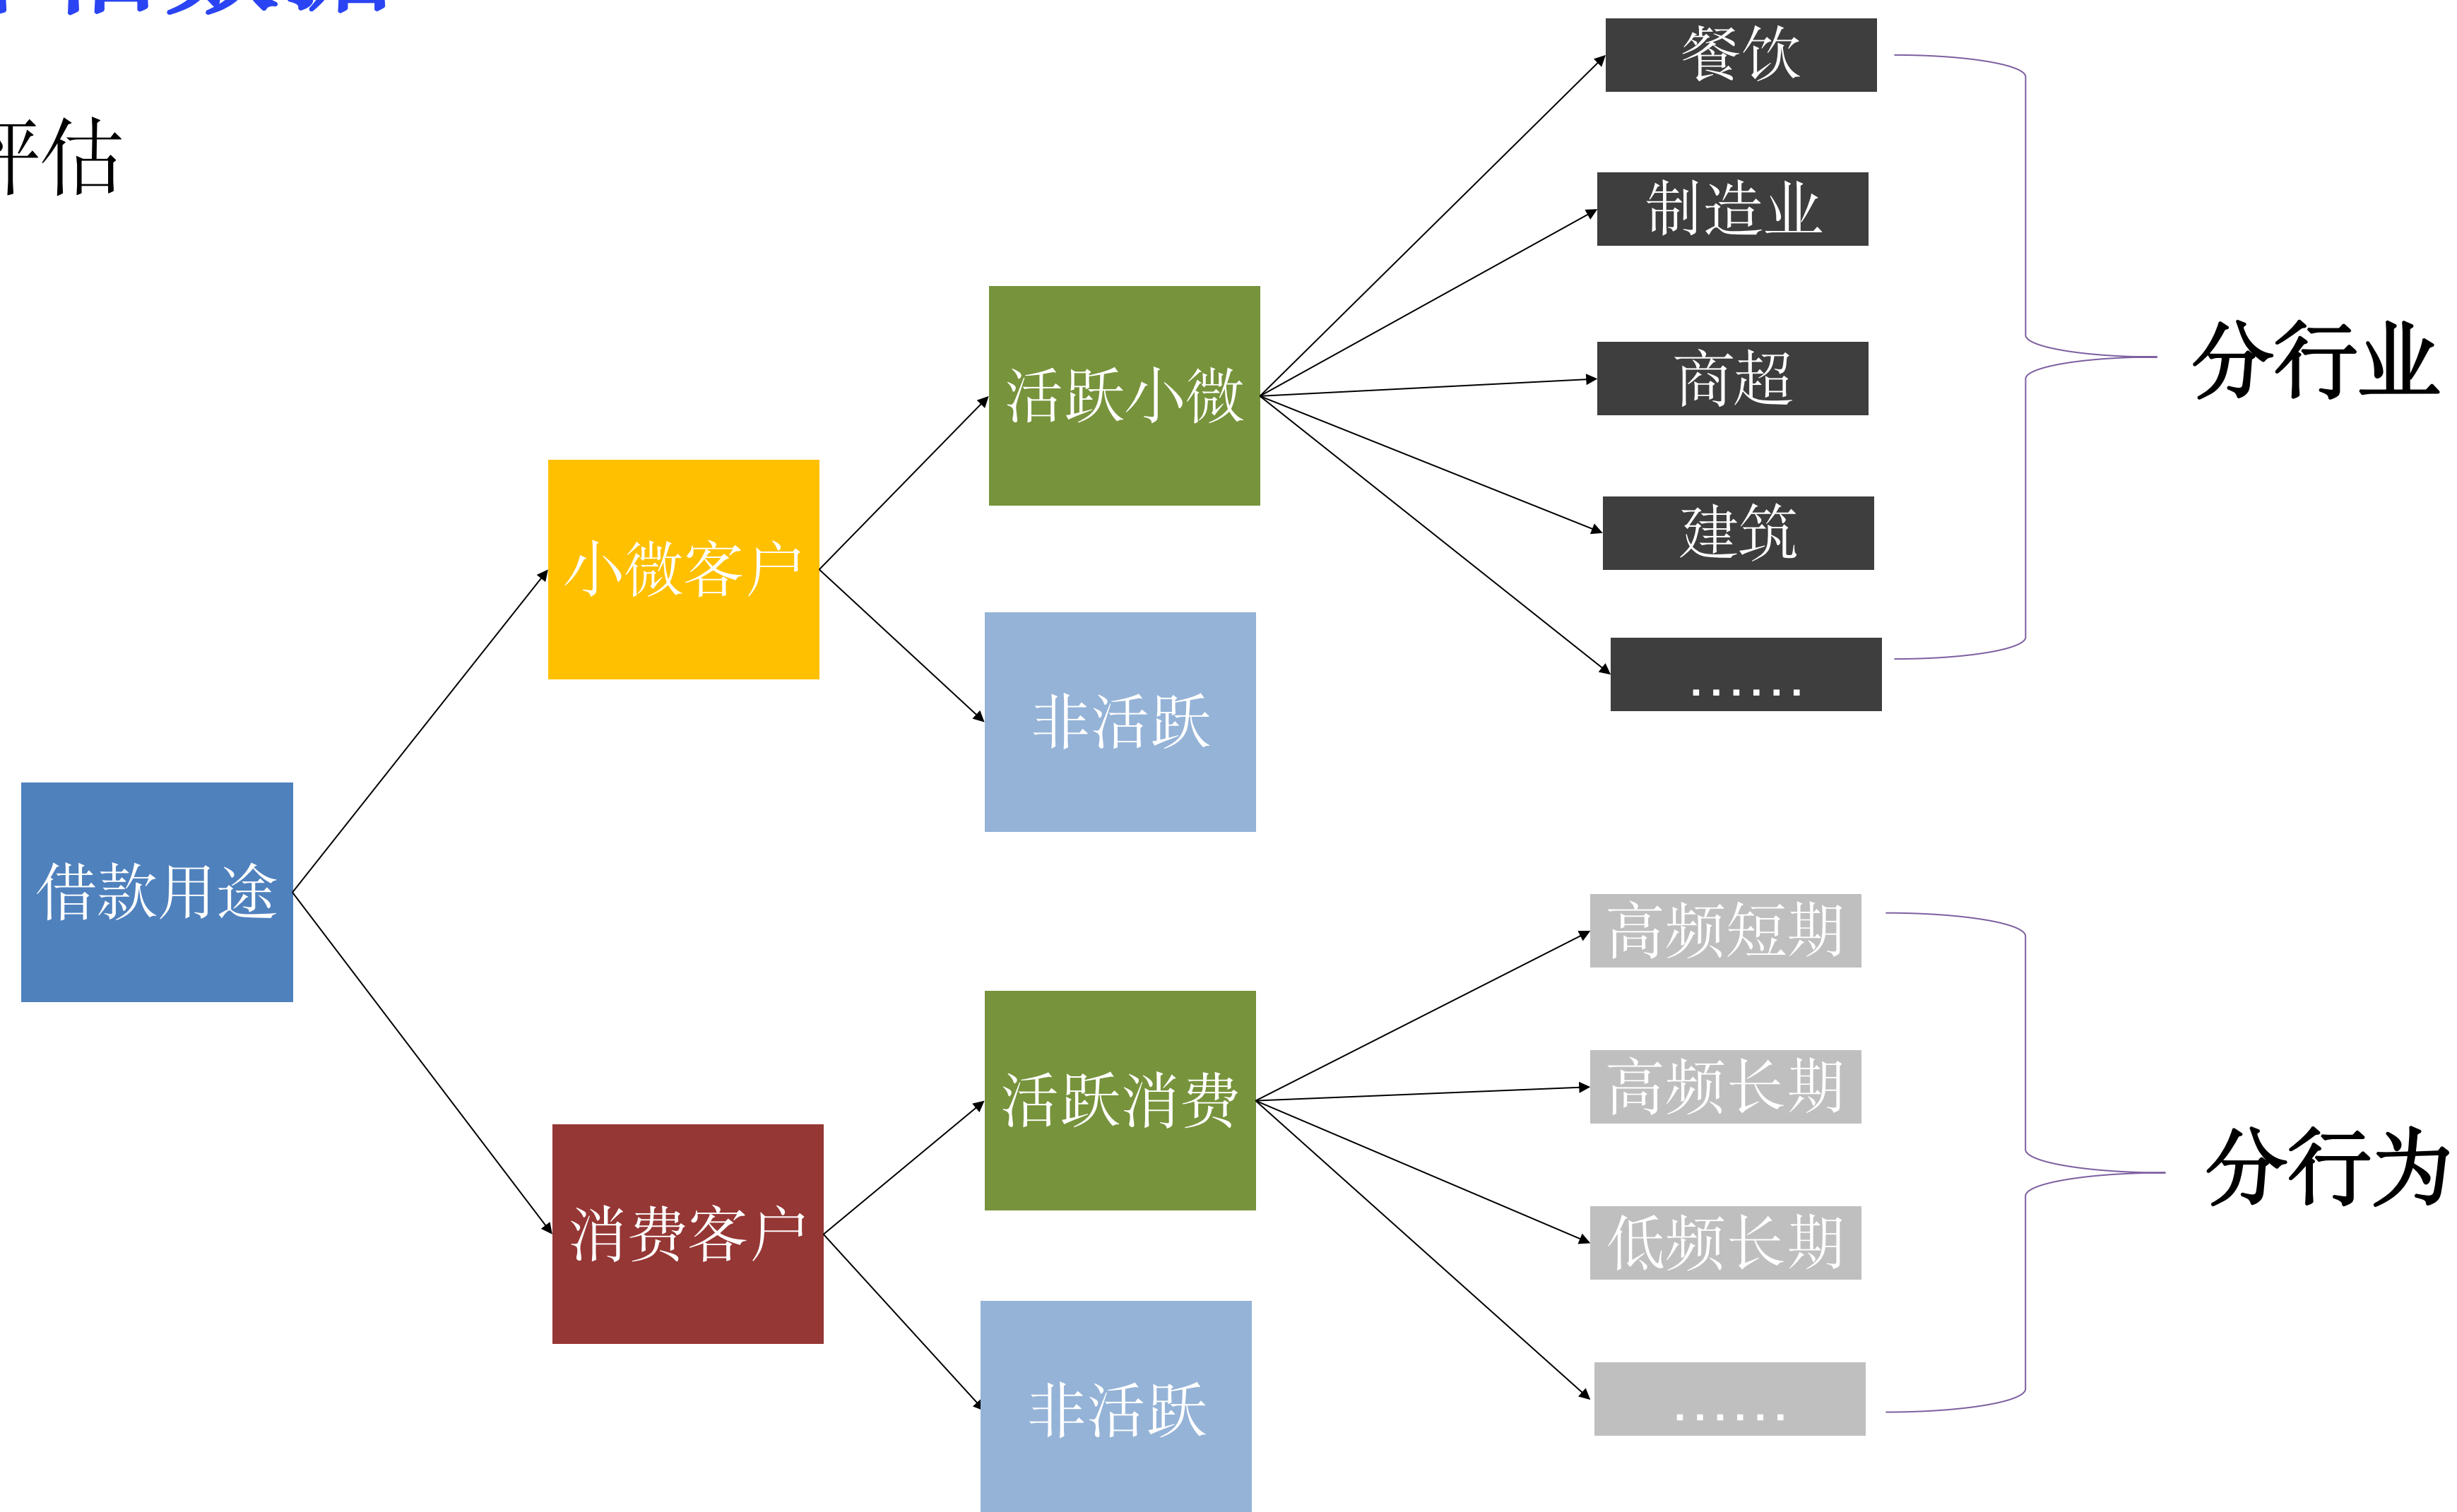 评估
餐饮
制造业
商超
建筑
......
分行业
活跃小微
小微客户
非活跃
借款用途
高频短期
高频长期
低频长期
......
分行为
活跃消费
消费客户
非活跃